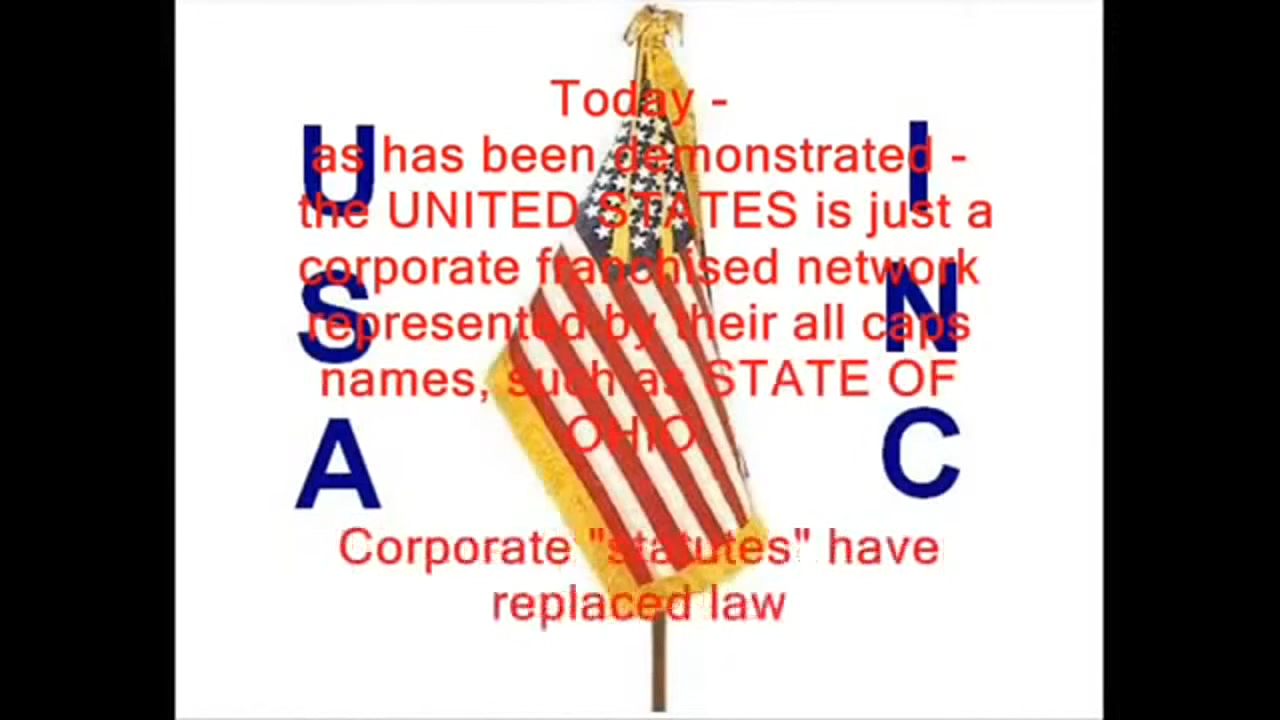 Today -
as has been demonstrated -
the UNITED STATES is just a
corporate franchised network
represented by their all caps
names, such as STATE OF
OHIO
Corporate "statutes" have
replaced law
U
S
A
I
N
C